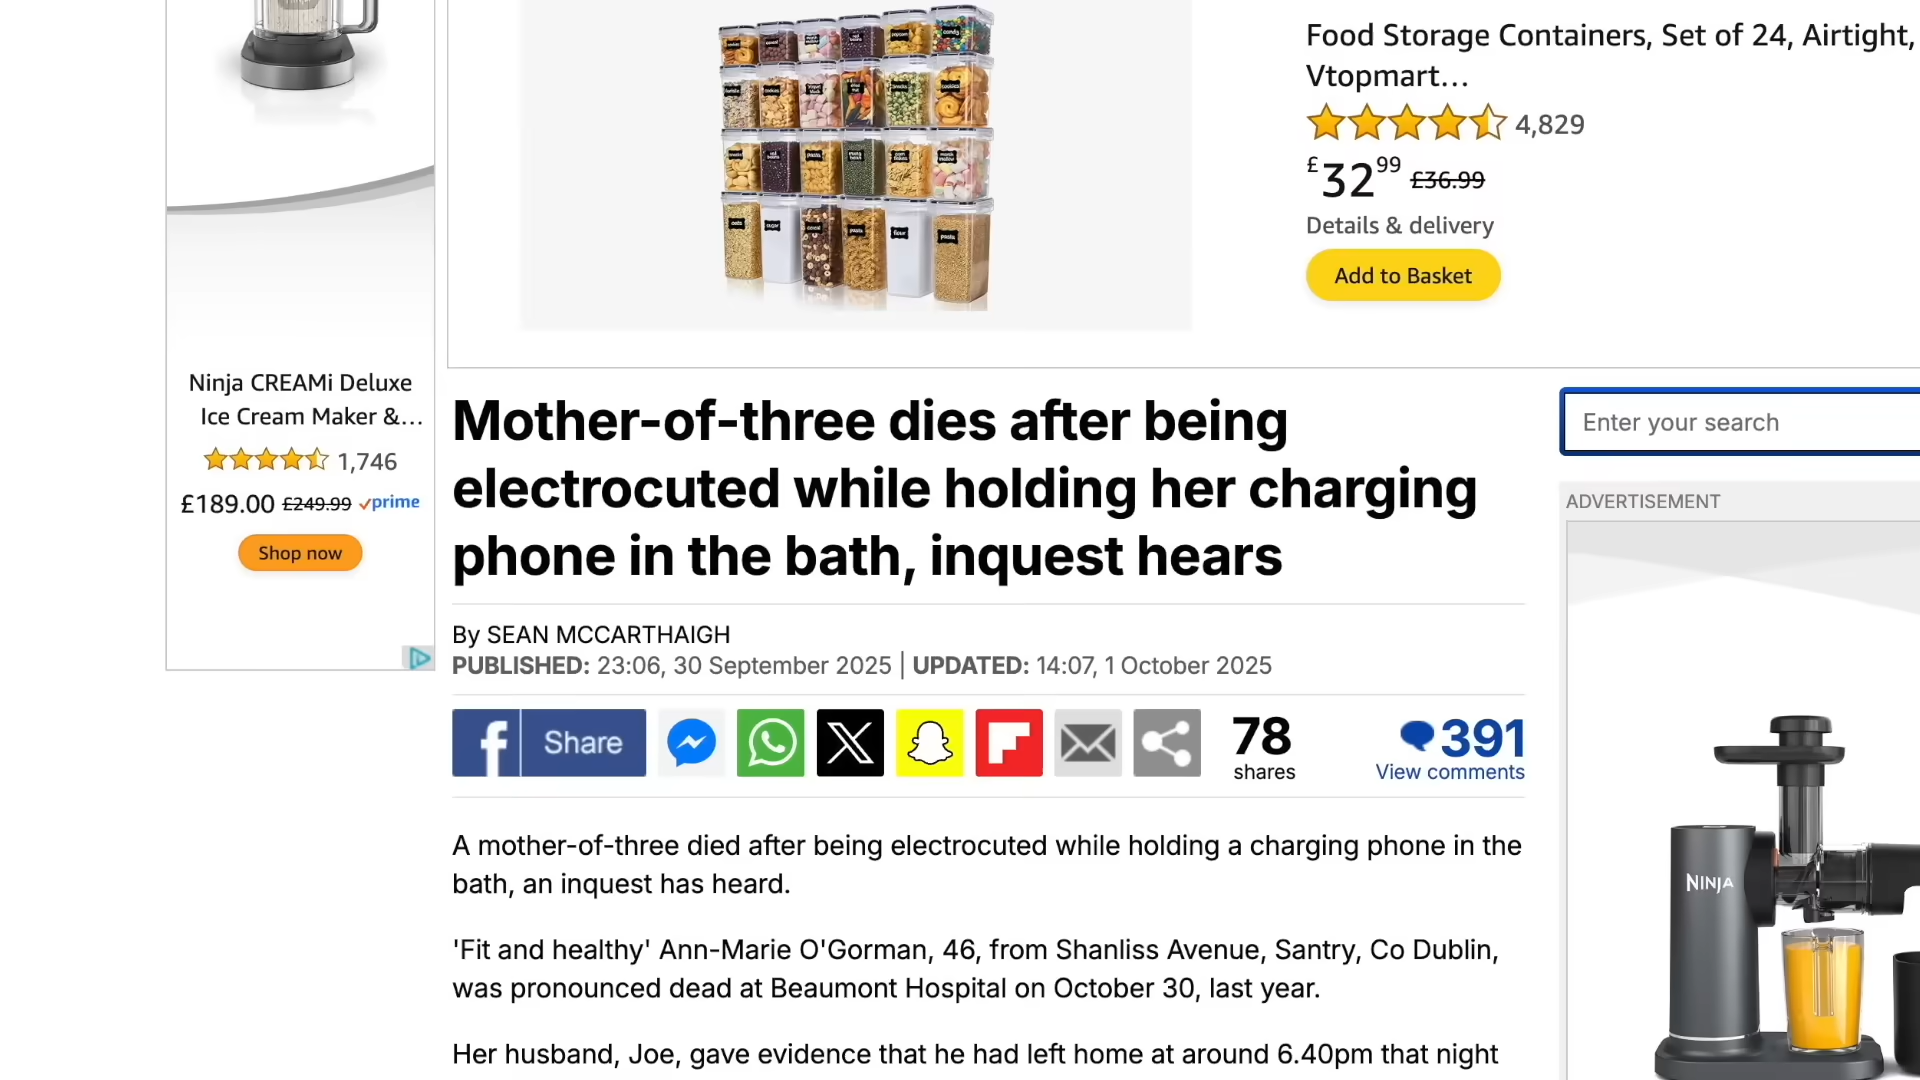 Food Storage Containers, Set of 24, Airtight,
Vtopmart...
4,829
£32.99 £36.99
Details & delivery
Add to Basket
Ninja CREAMi Deluxe
Ice Cream Maker &...
1,746
£189.00 £249.99 prime
Shop now
Mother-of-three dies after being
electrocuted while holding her charging
phone in the bath, inquest hears
By SEAN MCCARTHAIGH
PUBLISHED: 23:06, 30 September 2025 | UPDATED: 14:07, 1 October 2025
Share
78
shares
391
View comments
A mother-of-three died after being electrocuted while holding a charging phone in the
bath, an inquest has heard.
'Fit and healthy' Ann-Marie O'Gorman, 46, from Shanliss Avenue, Santry, Co Dublin,
was pronounced dead at Beaumont Hospital on October 30, last year.
Her husband, Joe, gave evidence that he had left home at around 6.40pm that night
Enter your search
ADVERTISEMENT
NINJA